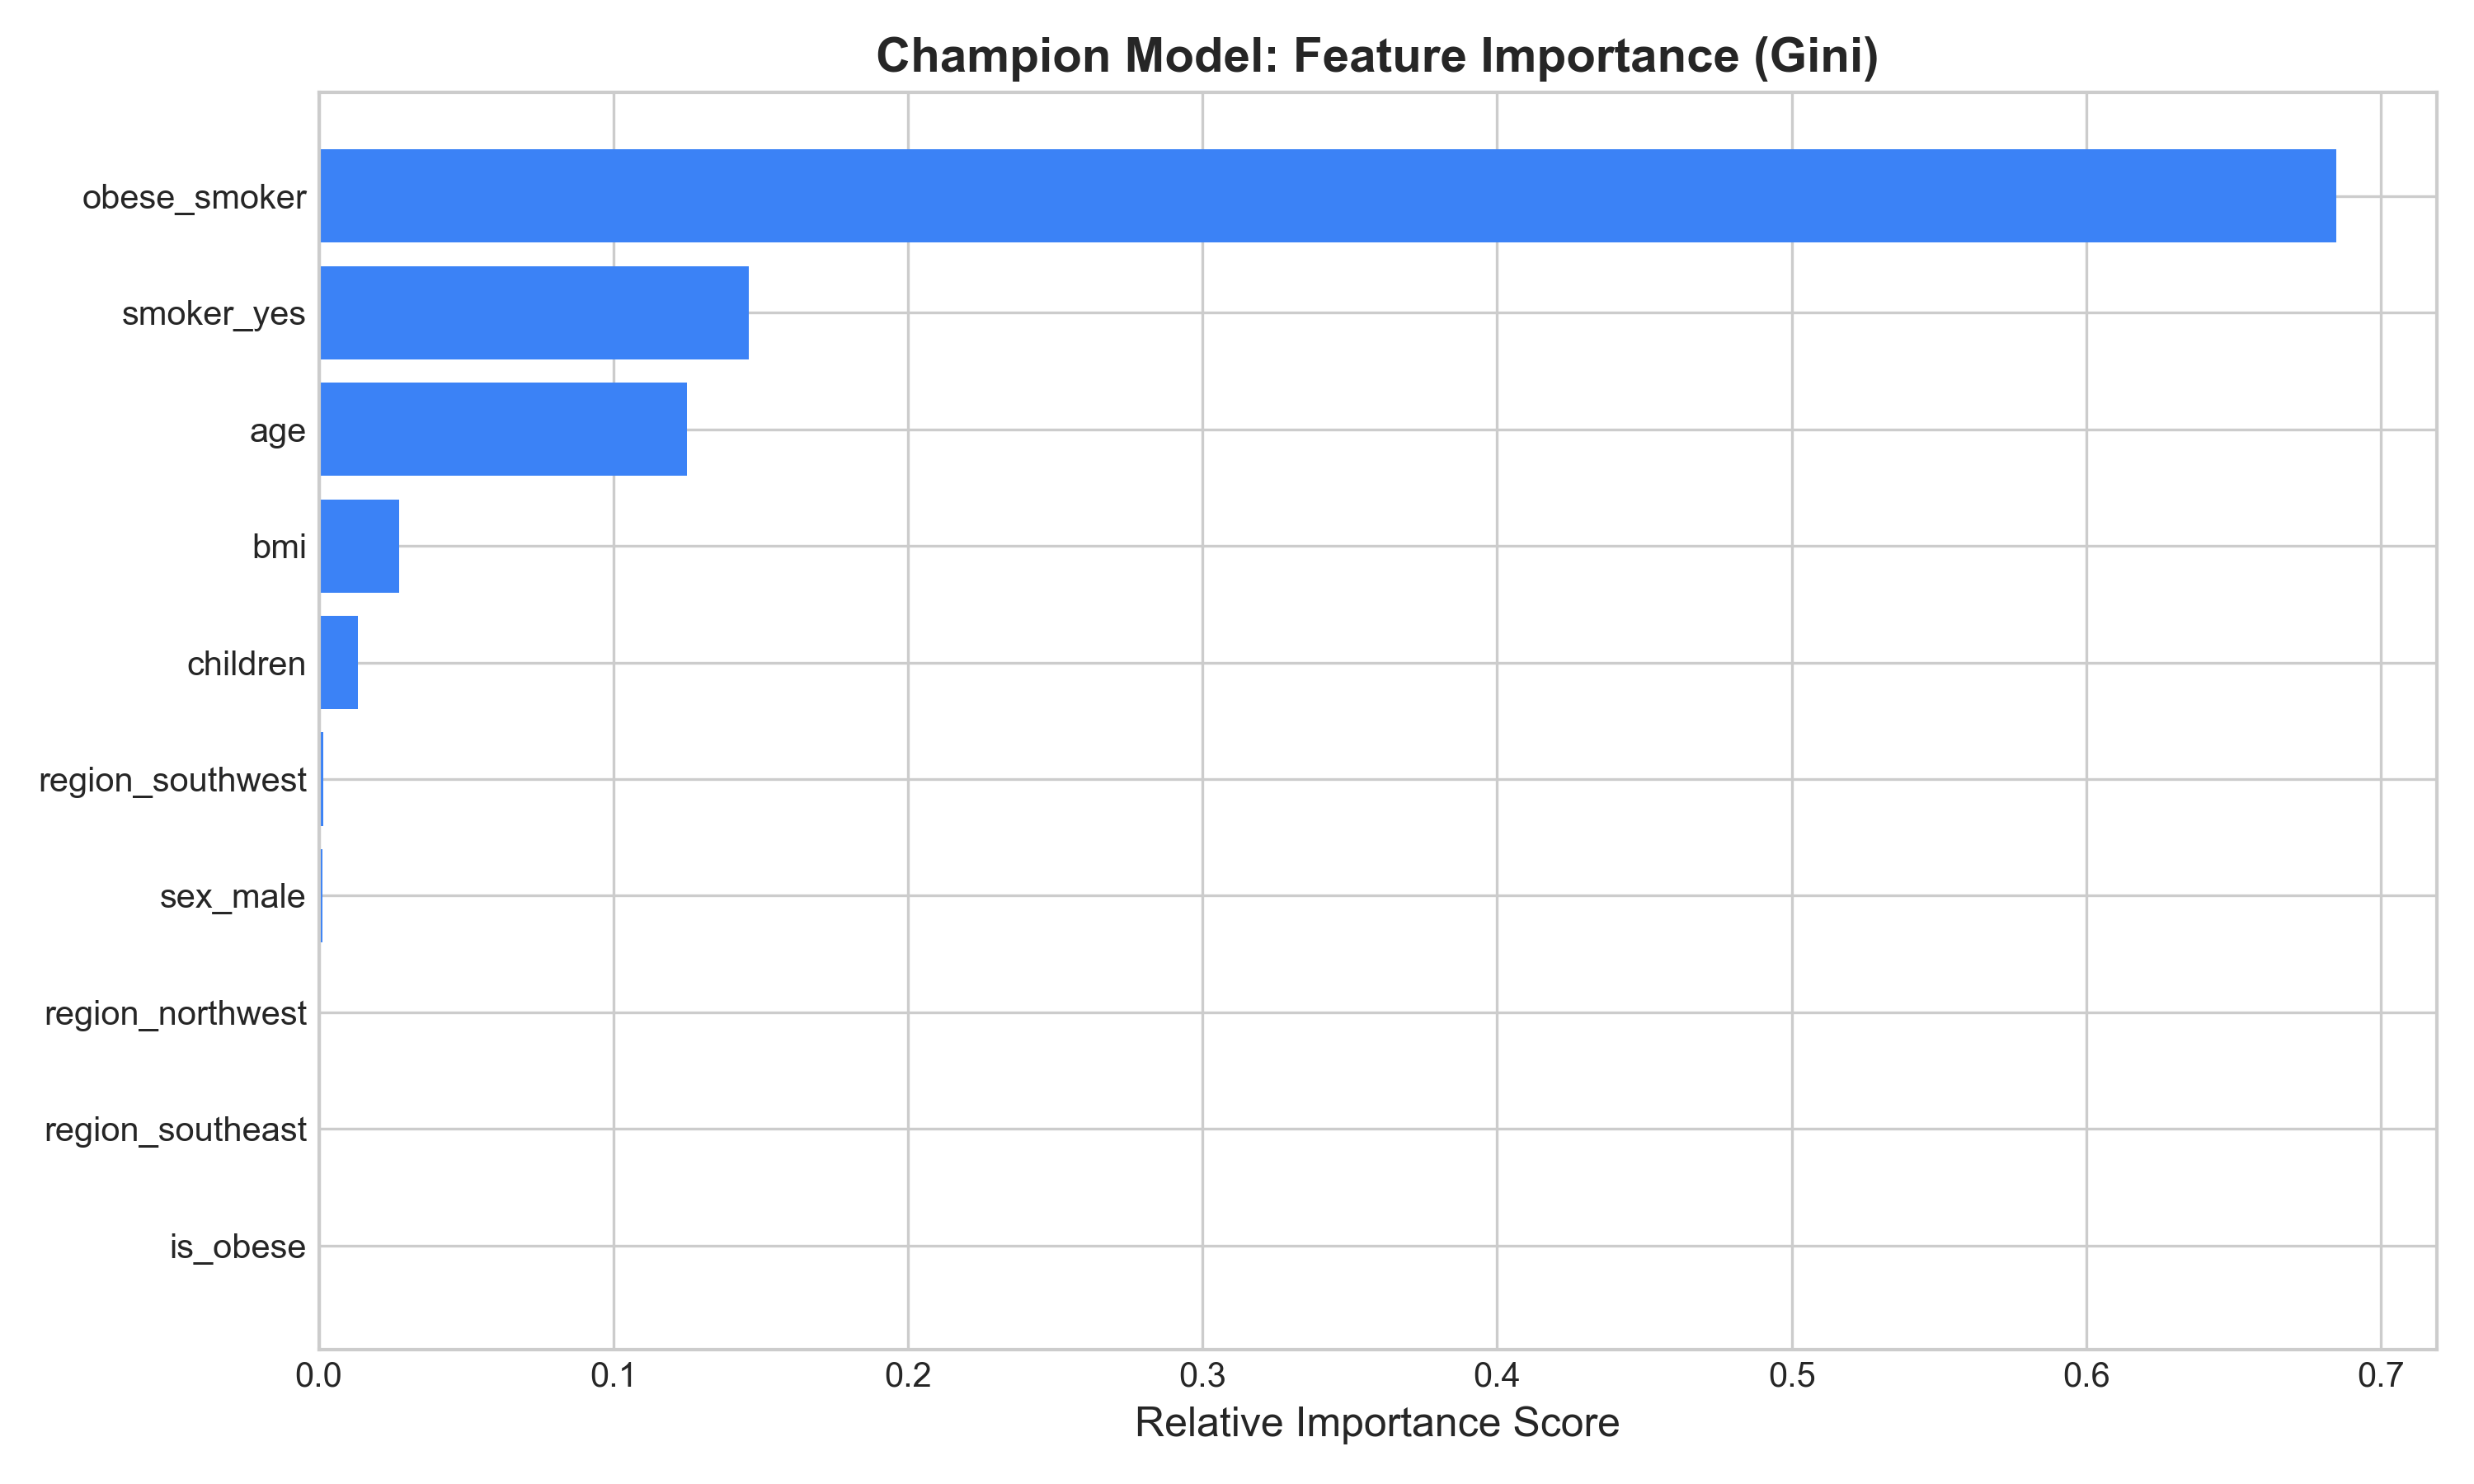 Champion Model: Feature Importance (Gini)
obese_smoker
smoker_yes
age
bmi
children
region_southwest
sex_male
region_northwest
region_southeast
is_obese
0.0 0.1 0.2 0.3 0.4 0.5 0.6 0.7
Relative Importance Score